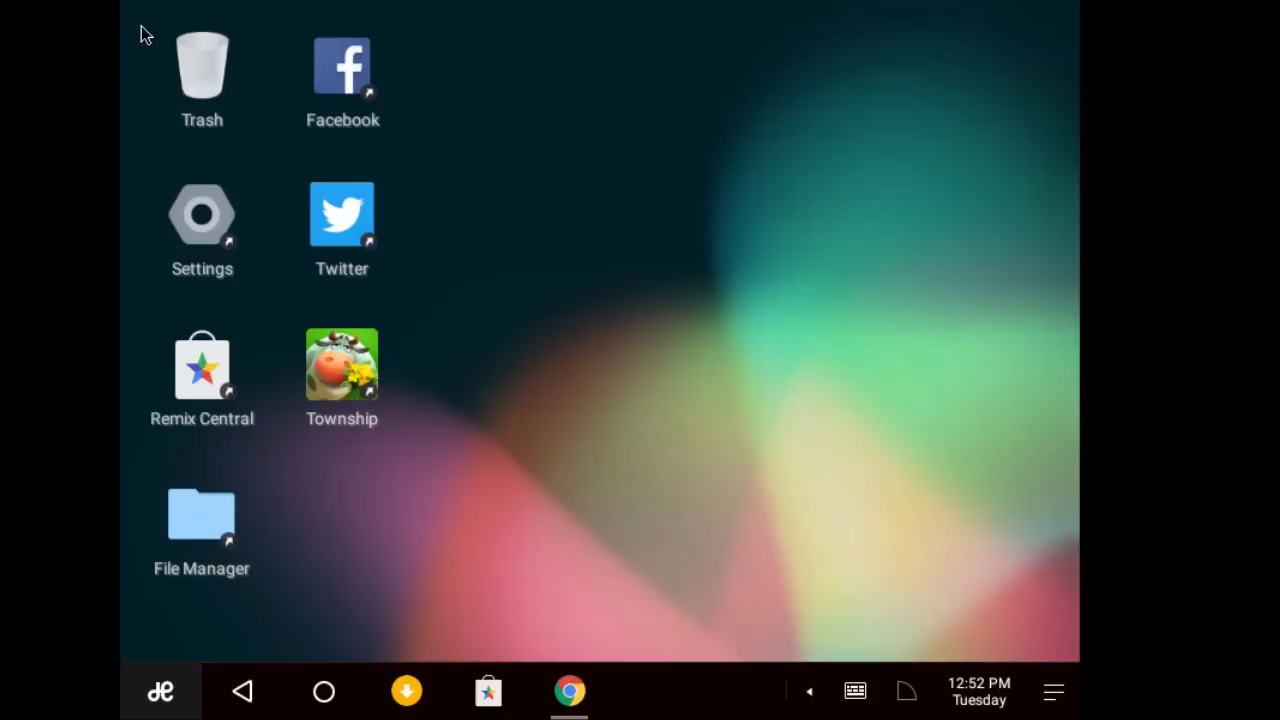 Trash
Facebook
Settings
Twitter
Remix Central
Township
File Manager
12:52 PM
Tuesday